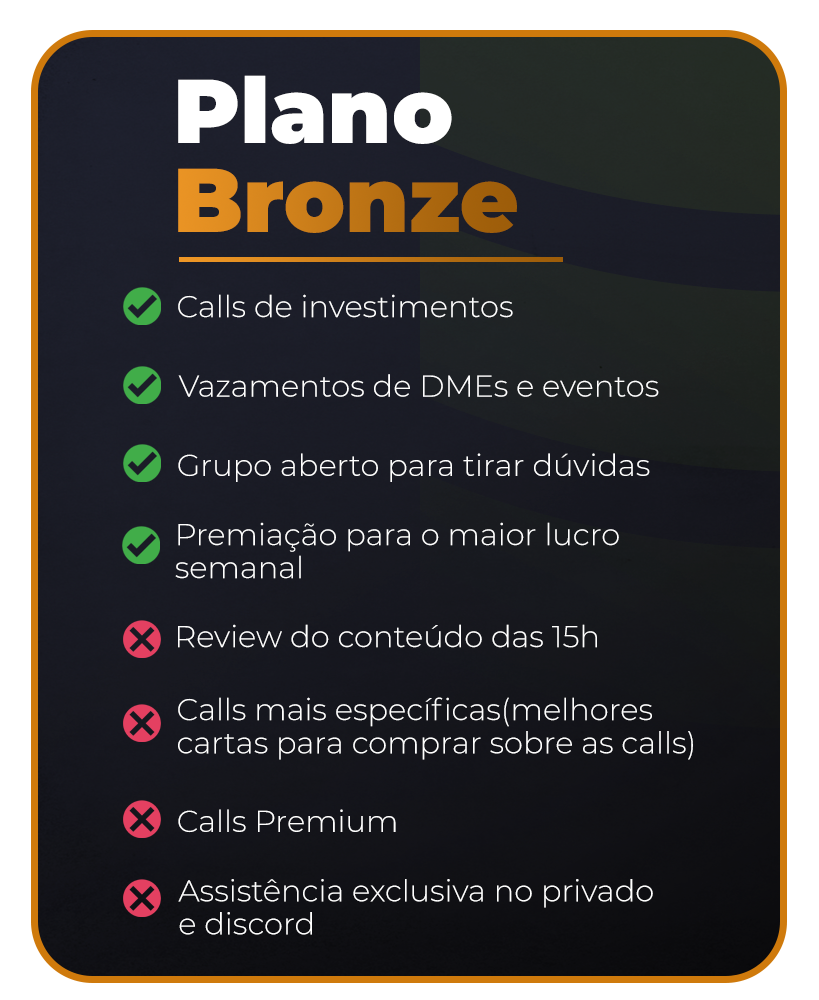 Plano
Bronze
Calls de investimentos
Vazamentos de DMEs e eventos
Grupo aberto para tirar dúvidas
Premiação para o maior lucro
semanal
Review do conteúdo das 15h
Calls mais específicas(melhores
cartas para comprar sobre as calls)
Calls Premium
Assistência exclusiva no privado
e discord